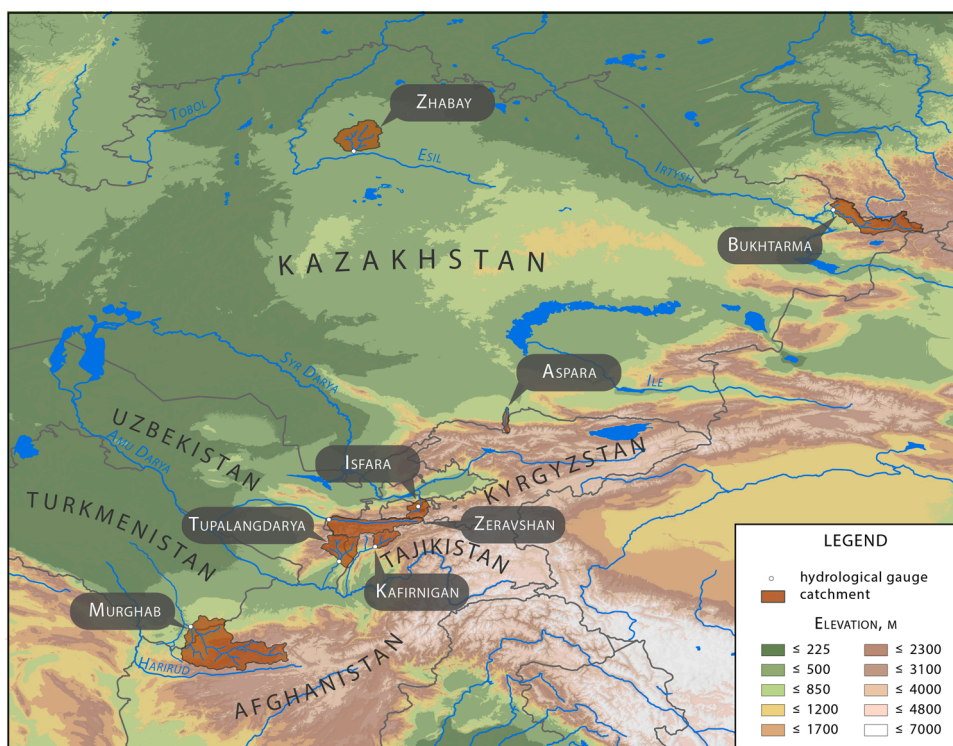 ZHABAY
TOBOL
ESIL
IRTYSH
BUKHTARMA
KAZAKHSTAN
SYR DARYA
ASPARA
ILE
UZBEKISTAN
AMU DARYA
ISFARA
KYRGYZSTAN
TURKMENISTAN
TUPALANGDARYA
ZERAVSHAN
TAJIKISTAN
KAFIRNIGAN
MURGHAB
HARIRUD
AFGHANISTAN
LEGEND
hydrological gauge
catchment
ELEVATION, M
≤ 225 ≤ 2300
≤ 500 ≤ 3100
≤ 850 ≤ 4000
≤ 1200 ≤ 4800
≤ 1700 ≤ 7000